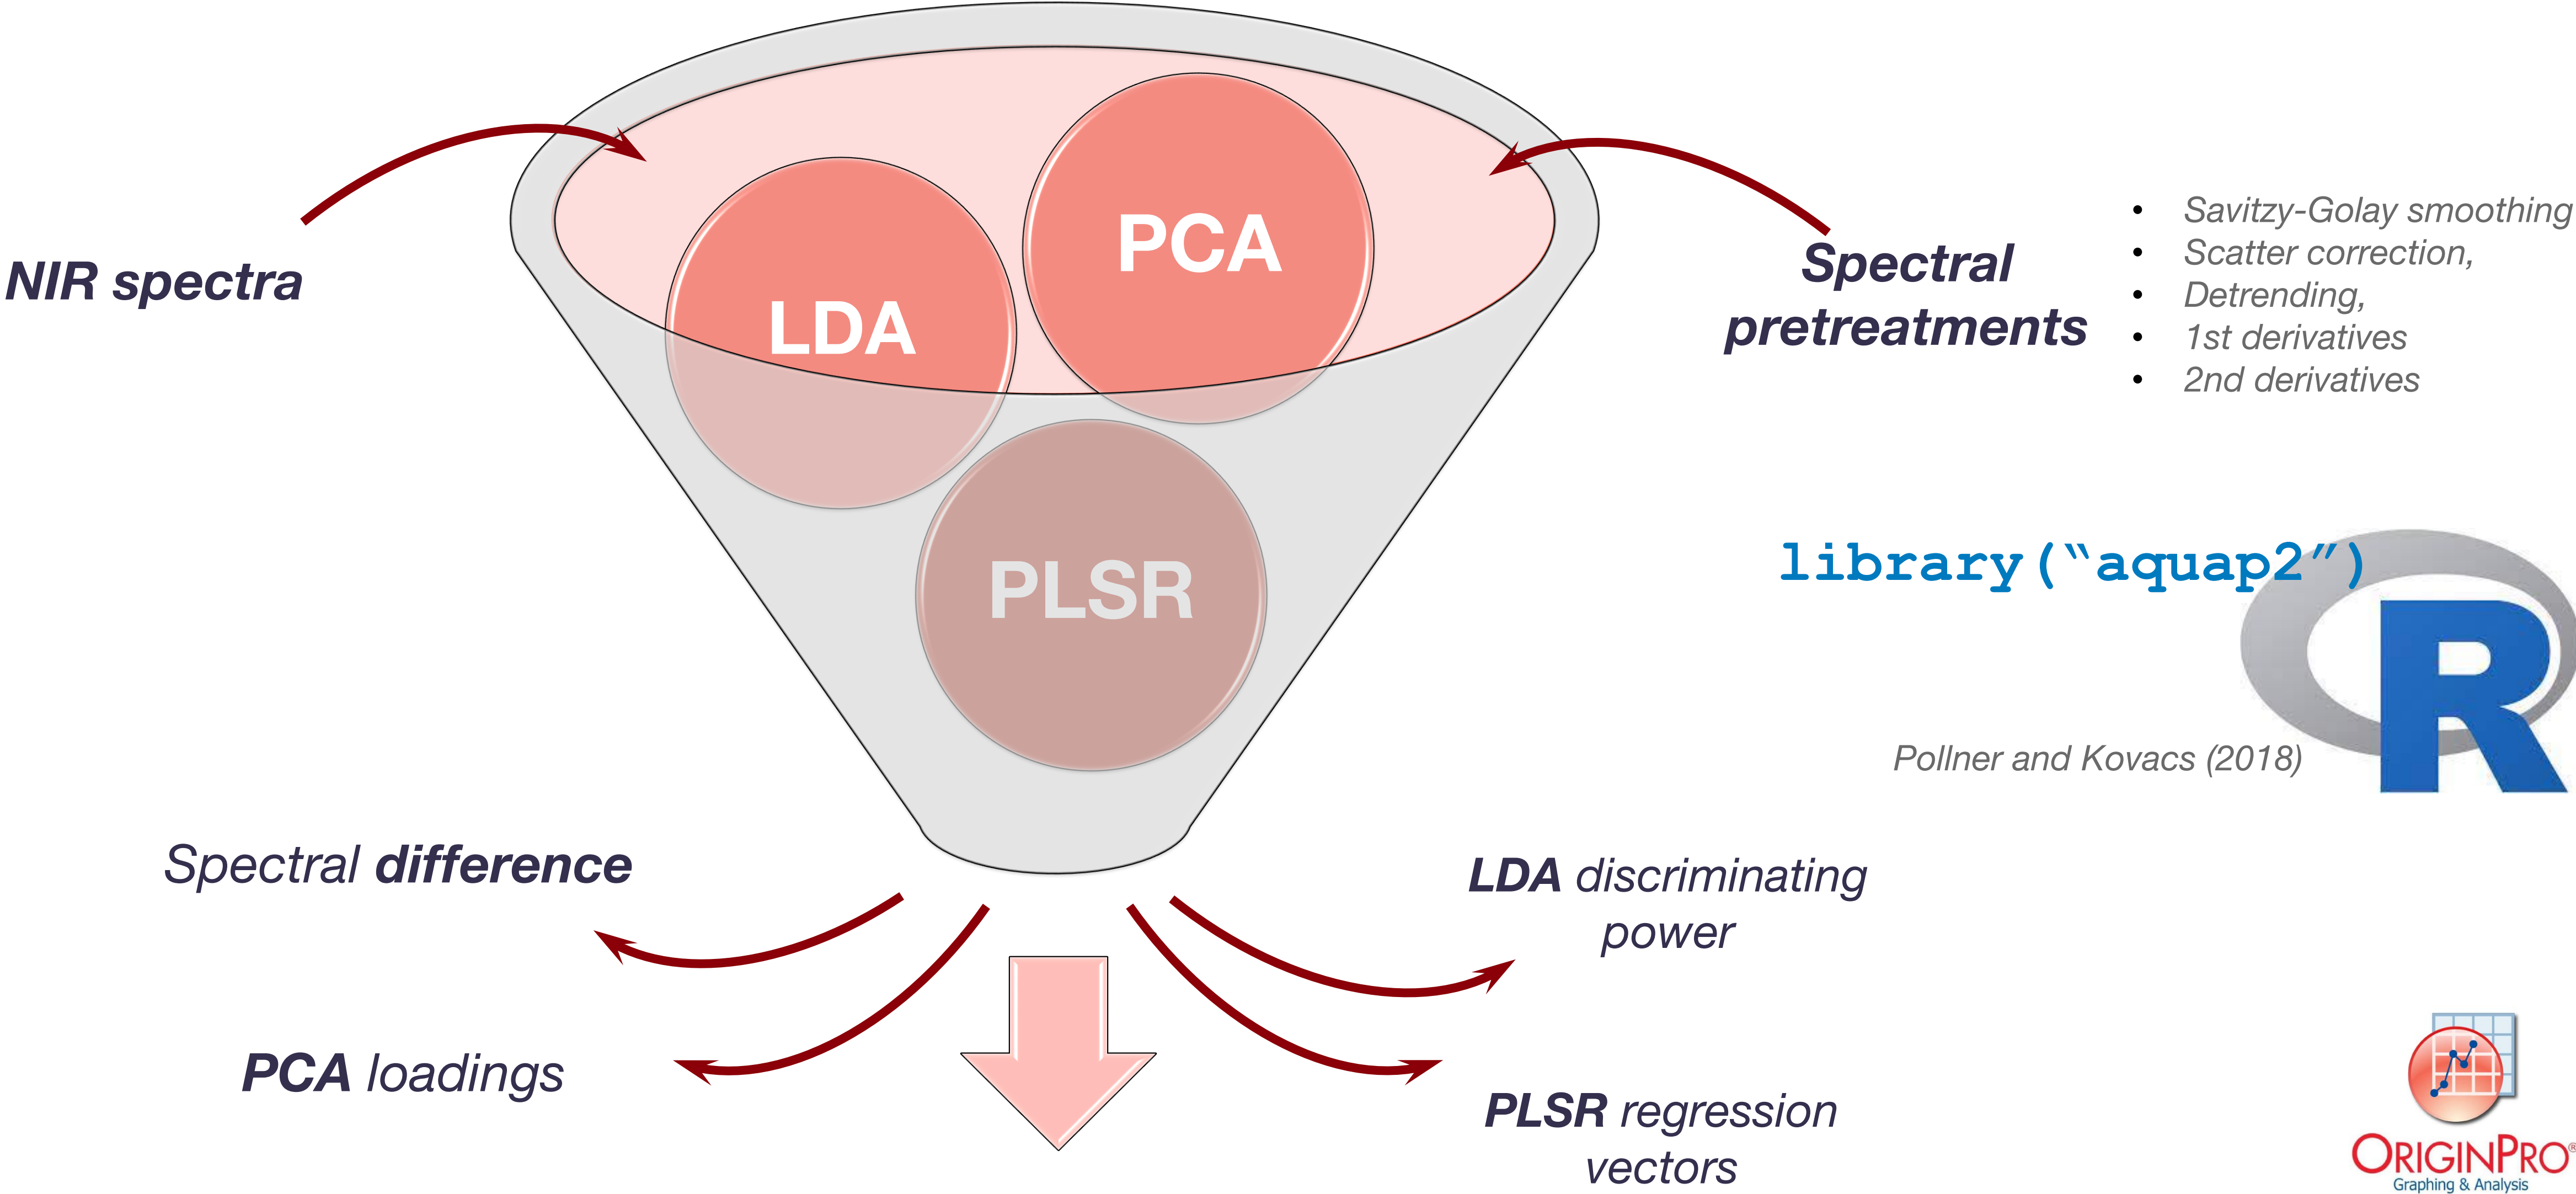 NIR spectra
LDA
PCA
PLSR
Spectral
pretreatments
• Savitzy-Golay smoothing
• Scatter correction,
• Detrending,
• 1st derivatives
• 2nd derivatives
library(“aquap2”)
R
Pollner and Kovacs (2018)
Spectral difference
PCA loadings
LDA discriminating
power
PLSR regression
vectors
ORIGINPRO®
Graphing & Analysis